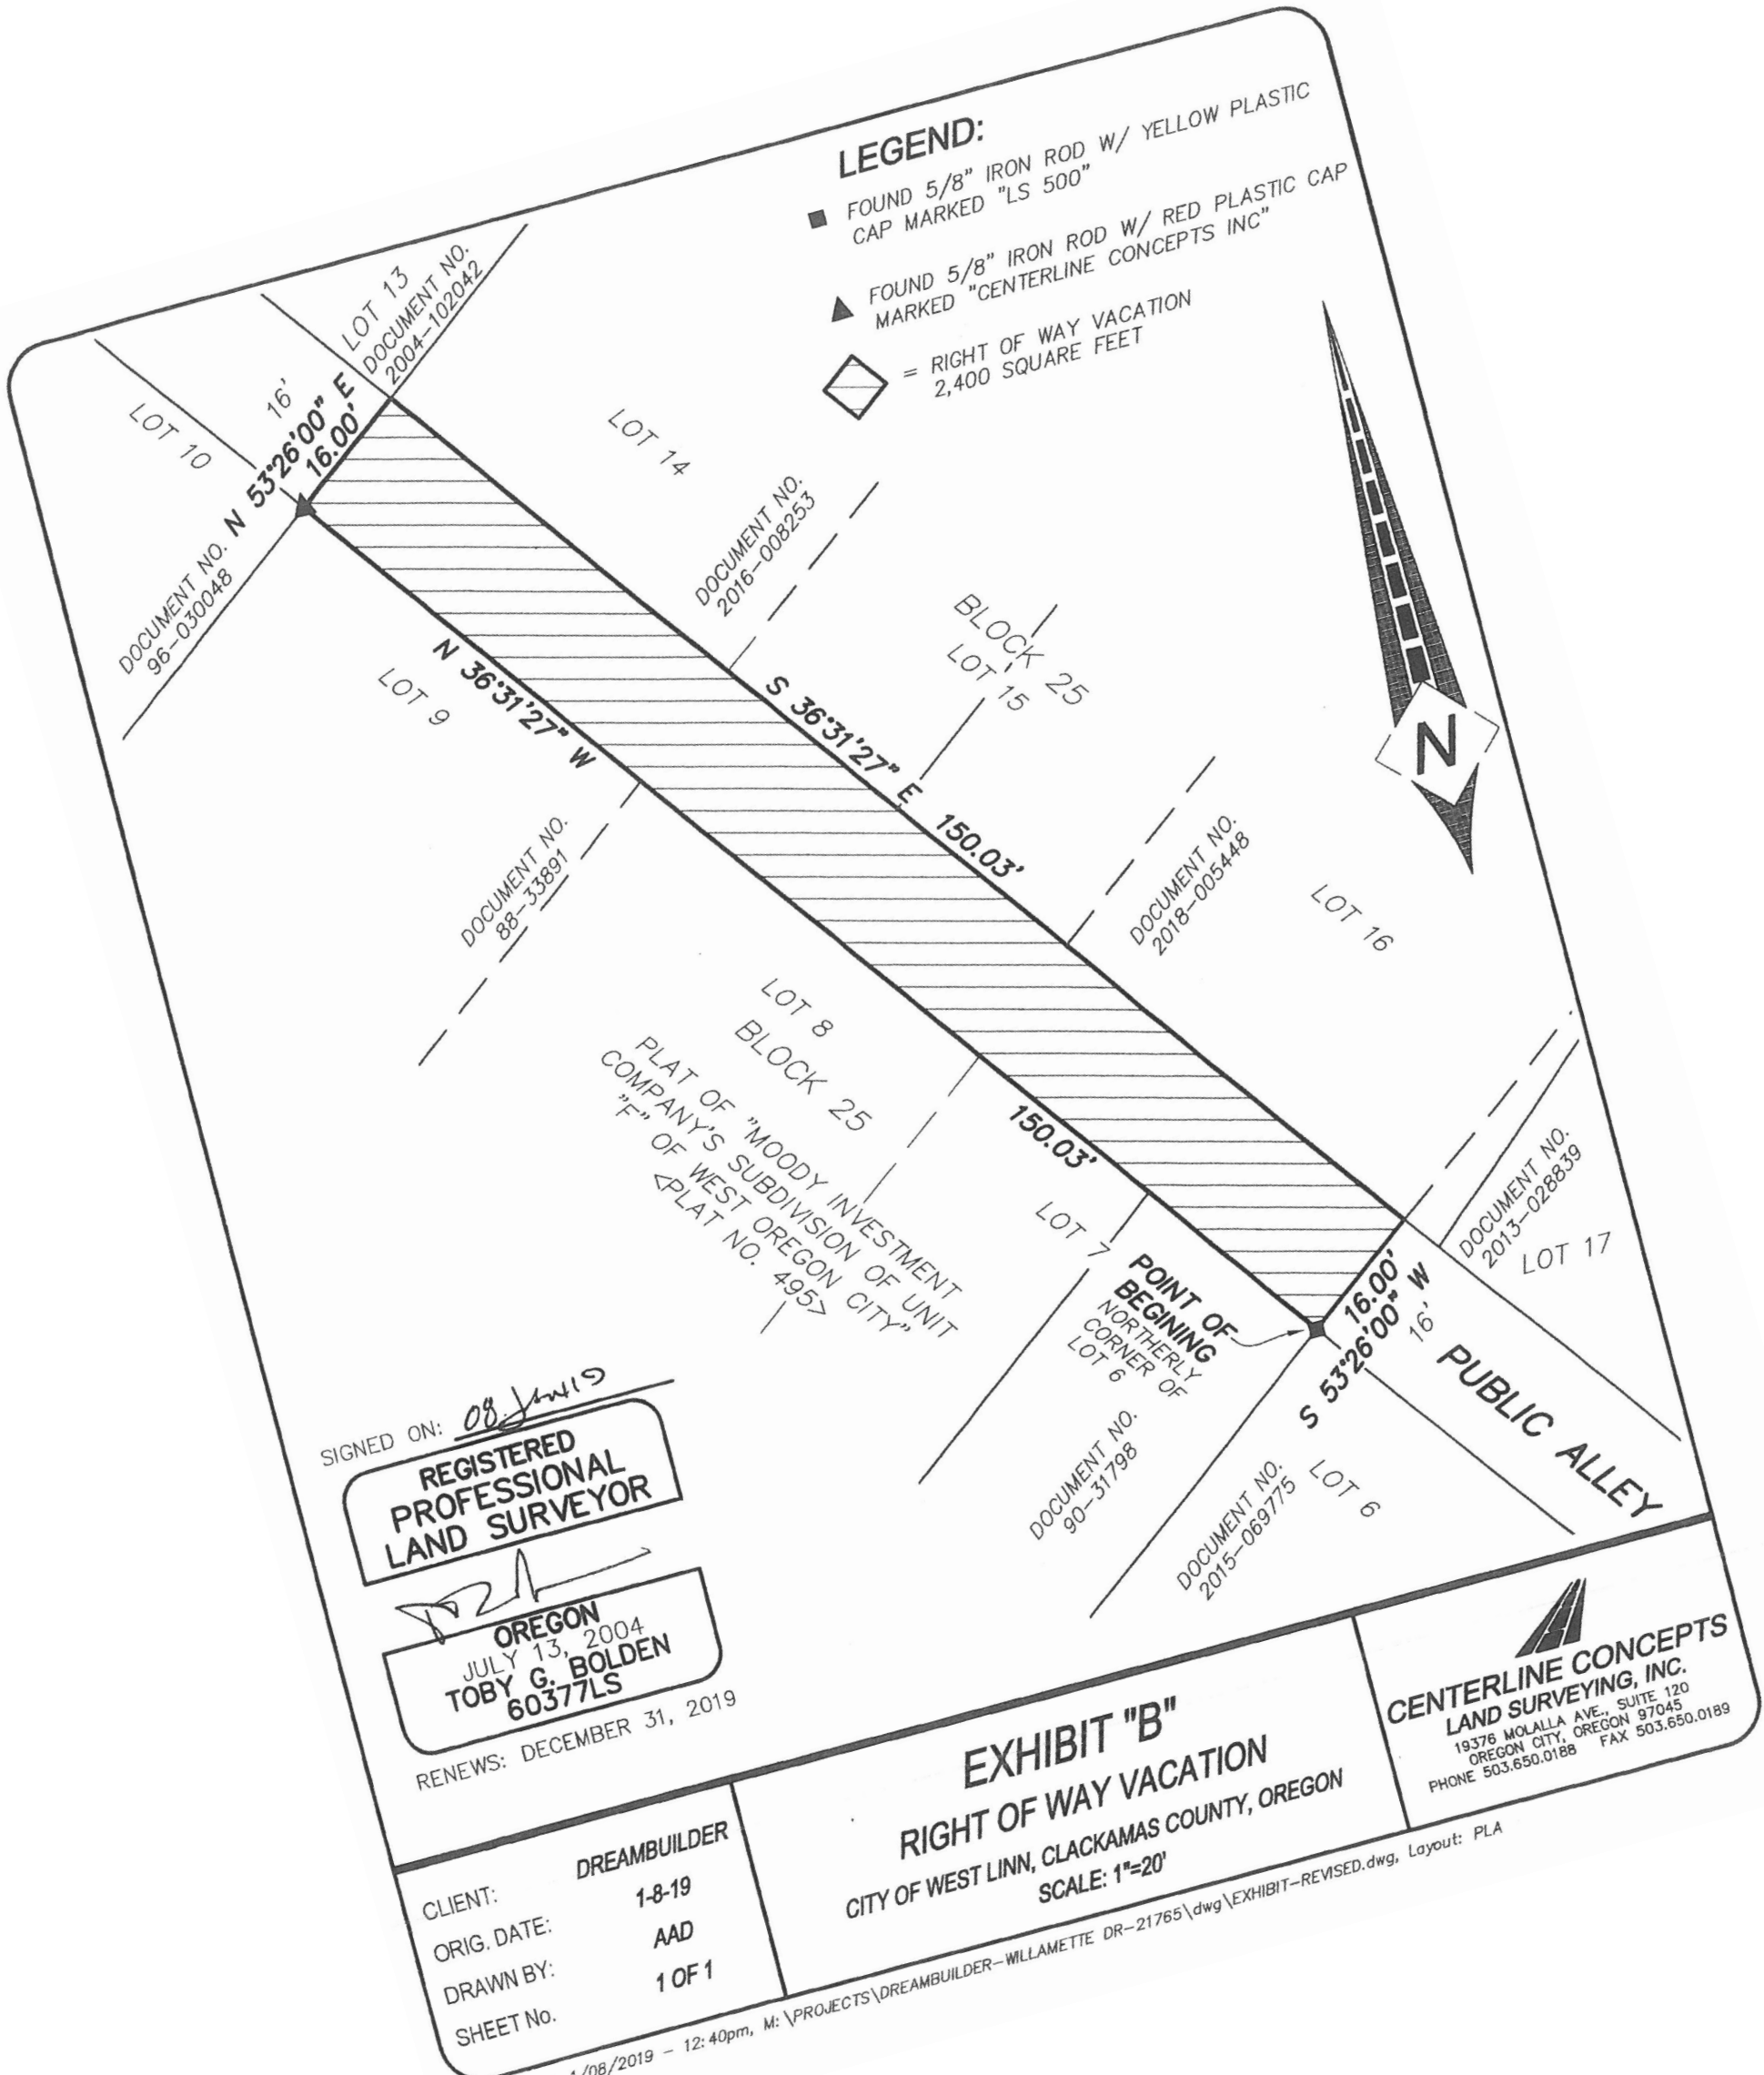 LEGEND:
FOUND 5/8" IRON ROD W/ YELLOW PLASTIC
CAP MARKED "LS 500"
FOUND 5/8" IRON ROD W/ RED PLASTIC CAP
MARKED "CENTERLINE CONCEPTS INC"
= RIGHT OF WAY VACATION
2,400 SQUARE FEET
LOT 13
DOCUMENT NO.
2004-102042
16'
LOT 10
N 53°26'00" E
16.00'
DOCUMENT NO.
96-030048
LOT 14
DOCUMENT NO.
2016-008253
BLOCK 25
LOT 15
N
LOT 9
N 36°31'27" W
S 36°31'27" E
150.03'
DOCUMENT NO.
88-33891
DOCUMENT NO.
2018-005448
LOT 16
LOT 8
BLOCK 25
PLAT OF "MOODY INVESTMENT
COMPANY'S SUBDIVISION OF UNIT
"F" OF WEST OREGON CITY"
<PLAT NO. 495>
150.03'
LOT 7
POINT OF
BEGINING
NORTHERLY
CORNER OF
LOT 6
16.00'
S 53°26'00" W
16'
DOCUMENT NO.
2013-028839
LOT 17
PUBLIC ALLEY
DOCUMENT NO.
90-31798
DOCUMENT NO.
2015-069775
LOT 6
SIGNED ON:
REGISTERED
PROFESSIONAL
LAND SURVEYOR
OREGON
JULY 13, 2004
TOBY G. BOLDEN
60377LS
RENEWS: DECEMBER 31, 2019
CLIENT: DREAMBUILDER
ORIG. DATE: 1-8-19
DRAWN BY: AAD
SHEET No. 1 OF 1
EXHIBIT "B"
RIGHT OF WAY VACATION
CITY OF WEST LINN, CLACKAMAS COUNTY, OREGON
SCALE: 1"=20'
CENTERLINE CONCEPTS
LAND SURVEYING, INC.
19376 MOLALLA AVE., SUITE 120
OREGON CITY, OREGON 97045
PHONE 503.650.0188 FAX 503.650.0189
/08/2019 - 12:40pm, M:\PROJECTS\DREAMBUILDER-WILLAMETTE DR-21765\dwg\EXHIBIT-REVISED.dwg, Layout: PLA